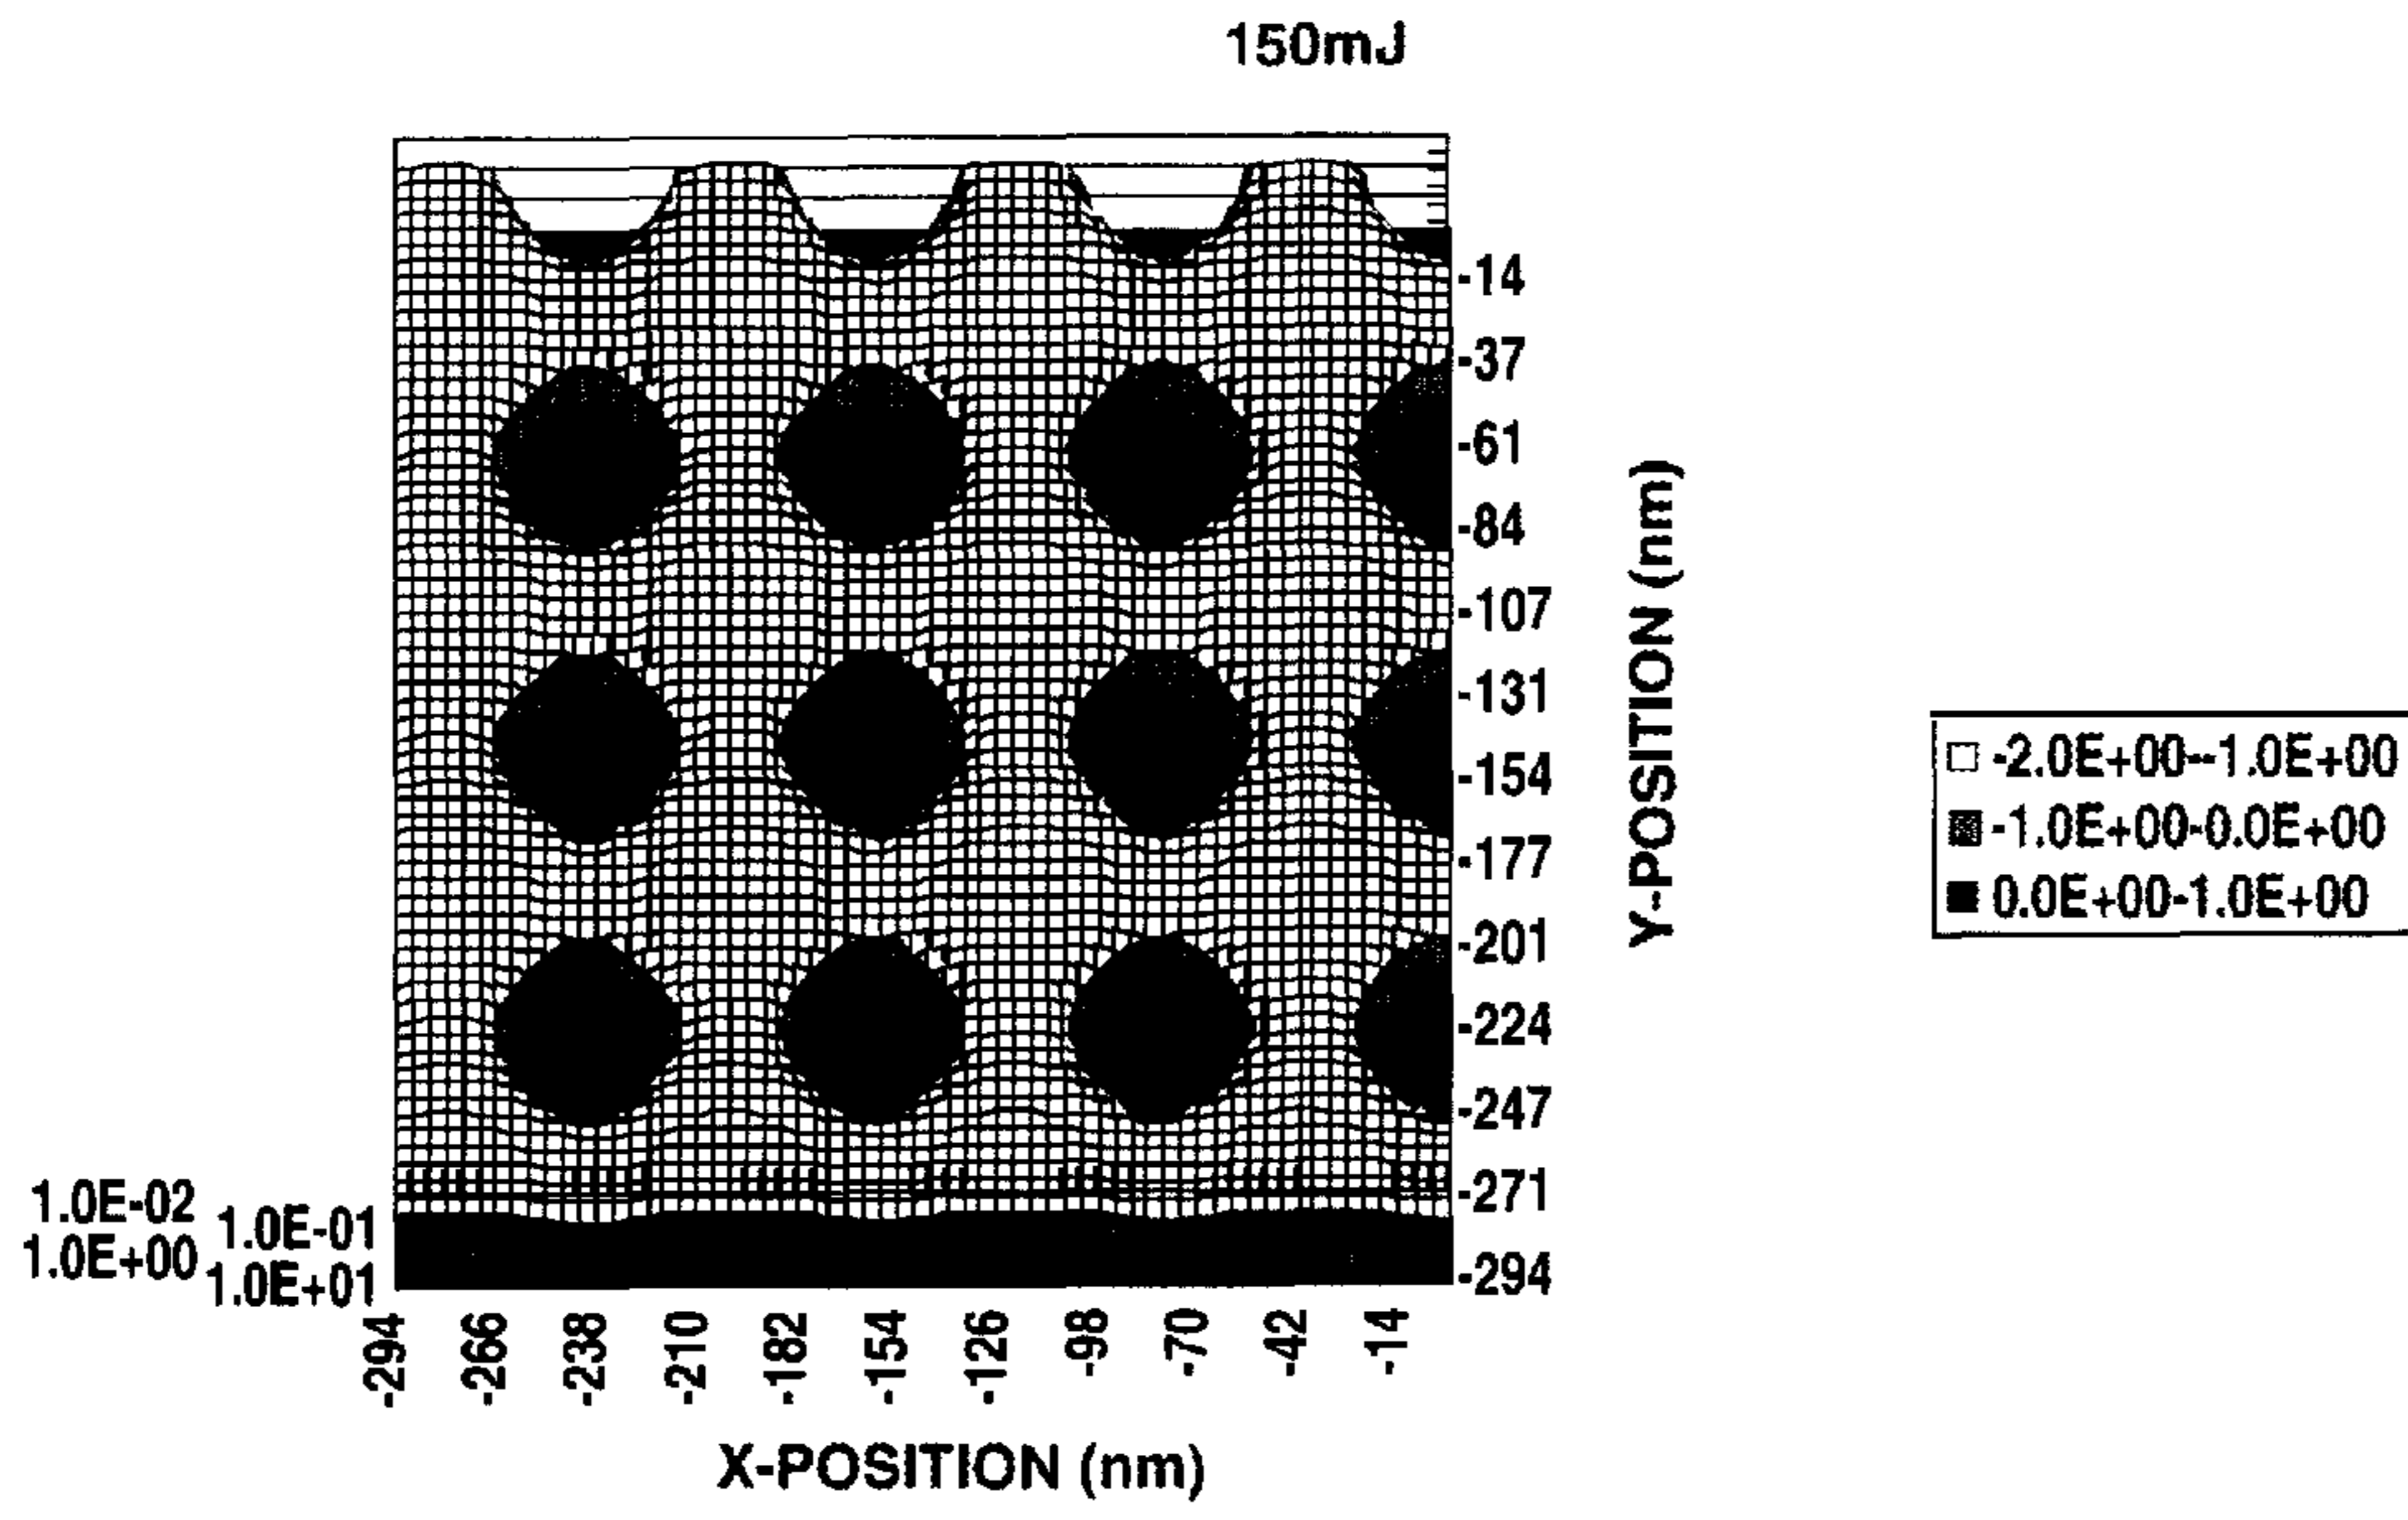 150mJ
-14
-37
-61
-84
-107
-131
-154
-177
-201
-224
-247
-271
-294
Y-POSITION (nm)
-2.0E+00--1.0E+00
-1.0E+00-0.0E+00
0.0E+00-1.0E+00
1.0E-02
1.0E-01
1.0E+00
1.0E+01
-294 -266 -238 -210 -182 -154 -126 -98 -70 -42 -14
X-POSITION (nm)